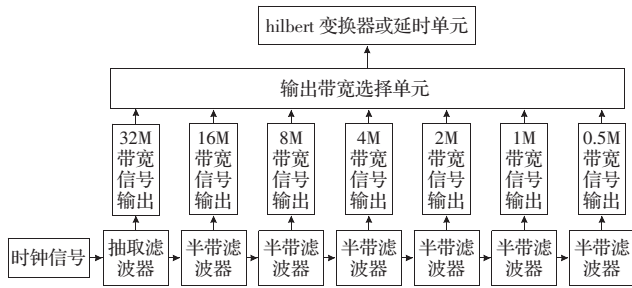 hilbert 变换器或延时单元
输出带宽选择单元
32M
带宽
信号
输出
16M
带宽
信号
输出
8M
带宽
信号
输出
4M
带宽
信号
输出
2M
带宽
信号
输出
1M
带宽
信号
输出
0.5M
带宽
信号
输出
时钟信号
抽取滤
波器
半带滤
波器
半带滤
波器
半带滤
波器
半带滤
波器
半带滤
波器
半带滤
波器